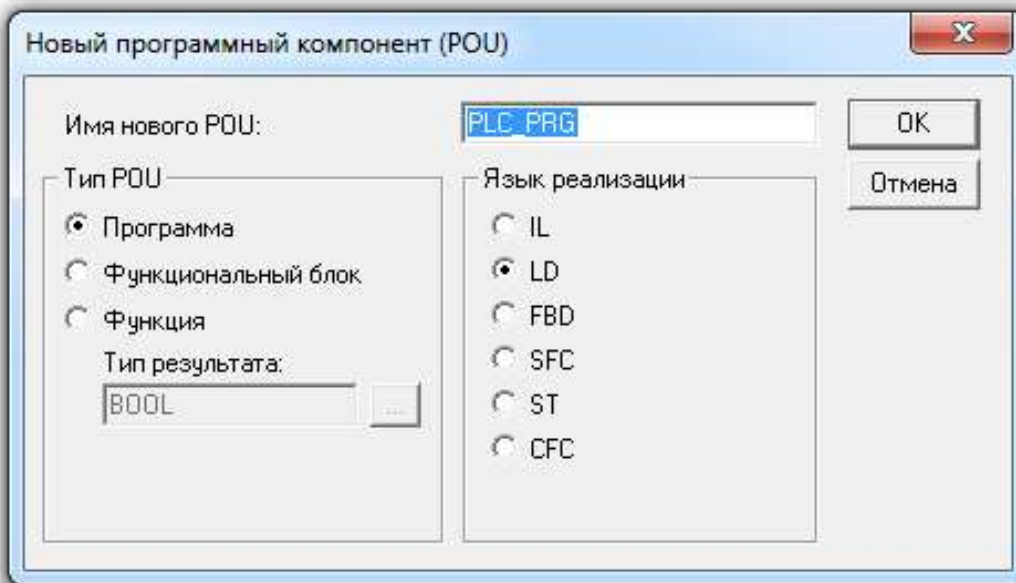 Новый программный компонент (POU)
Имя нового POU:
PLC_PRG
OK
Отмена
Тип POU
Программа
Функциональный блок
Функция
Тип результата:
BOOL
...
Язык реализации
IL
LD
FBD
SFC
ST
CFC